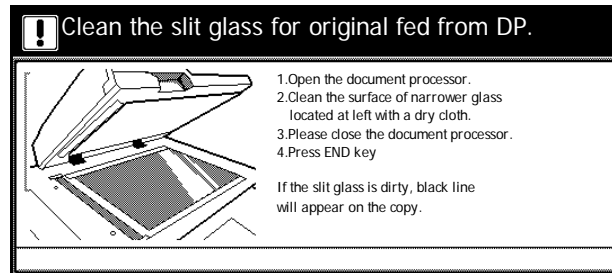 Clean the slit glass for original fed from DP.
1.Open the document processor.
2.Clean the surface of narrower glass
located at left with a dry cloth.
3.Please close the document processor.
4.Press END key
If the slit glass is dirty, black line
will appear on the copy.